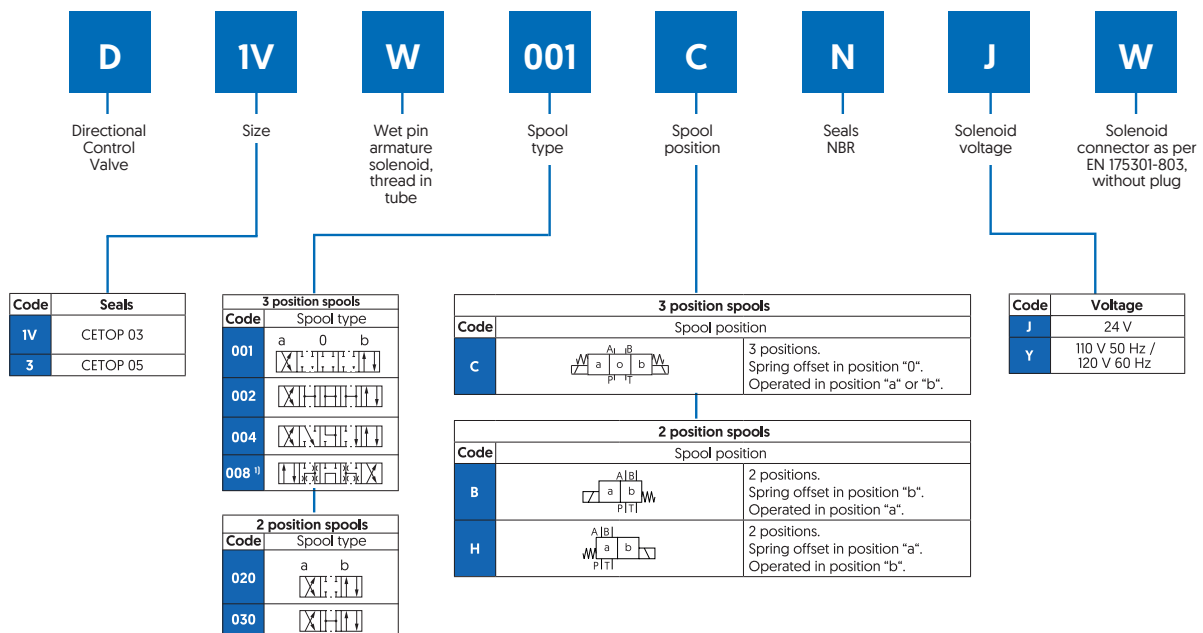 D 1V W 001 C N J W
Directional
Control
Valve
Size
Wet pin
armature
solenoid,
thread in
tube
Spool
type
Spool
position
Seals
NBR
Solenoid
voltage
Solenoid
connector as per
EN 175301-803,
without plug
Code Seals
1V CETOP 03
3 CETOP 05
3 position spools
Code Spool type
001 a 0 b
002
004
008 1)
2 position spools
Code Spool type
020 a b
030
3 position spools
Code Spool position
C
A B
a o b
P T
3 positions.
Spring offset in position "0".
Operated in position "a" or "b".
2 position spools
Code Spool position
B
A B
a b
P T
2 positions.
Spring offset in position "b".
Operated in position "a".
H
A B
a b
P T
2 positions.
Spring offset in position "a".
Operated in position "b".
Code Voltage
J 24 V
Y 110 V 50 Hz /
120 V 60 Hz